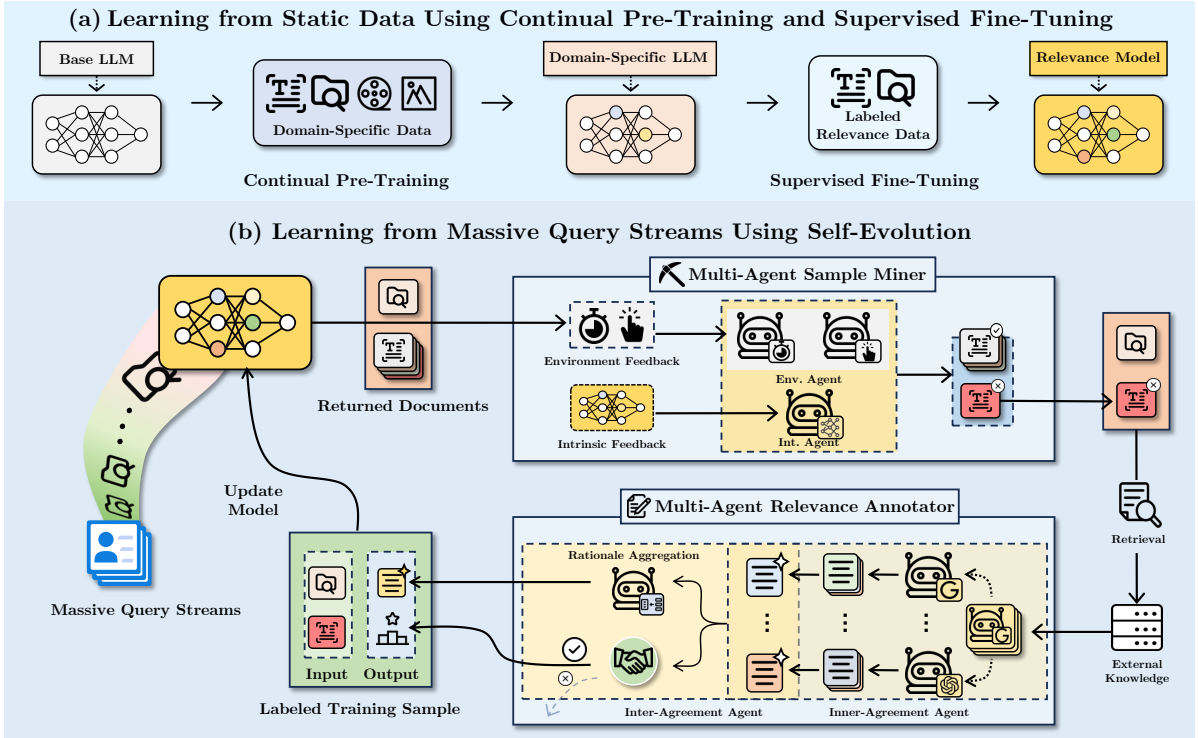 (a) Learning from Static Data Using Continual Pre-Training and Supervised Fine-Tuning
Base LLM
Domain-Specific Data
Continual Pre-Training
Domain-Specific LLM
Labeled
Relevance Data
Supervised Fine-Tuning
Relevance Model
(b) Learning from Massive Query Streams Using Self-Evolution
Massive Query Streams
Returned Documents
Multi-Agent Sample Miner
Environment Feedback
Intrinsic Feedback
Env. Agent
Int. Agent
Retrieval
External
Knowledge
Multi-Agent Relevance Annotator
Rationale Aggregation
Inter-Agreement Agent
Inner-Agreement Agent
Update
Model
Input
Output
Labeled Training Sample